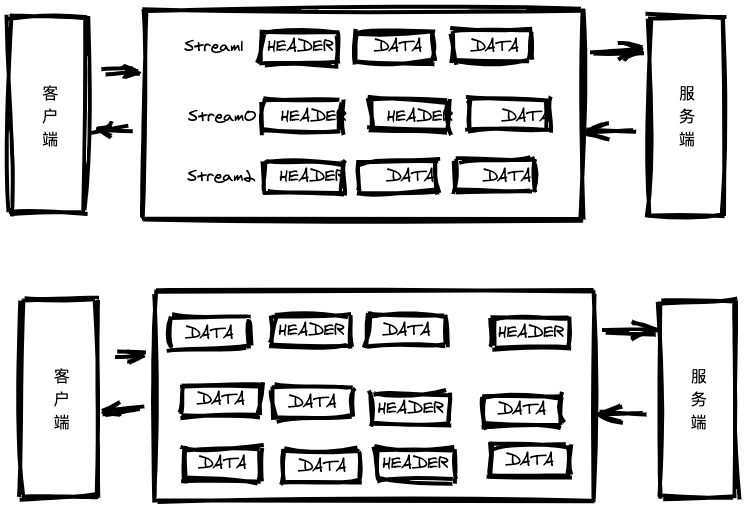 Stream1 HEADER DATA DATA
客户端
服务端
Stream0 HEADER HEADER DATA
Stream2 HEADER DATA DATA
DATA HEADER DATA HEADER
客户端
服务端
DATA DATA HEADER DATA
DATA DATA HEADER DATA